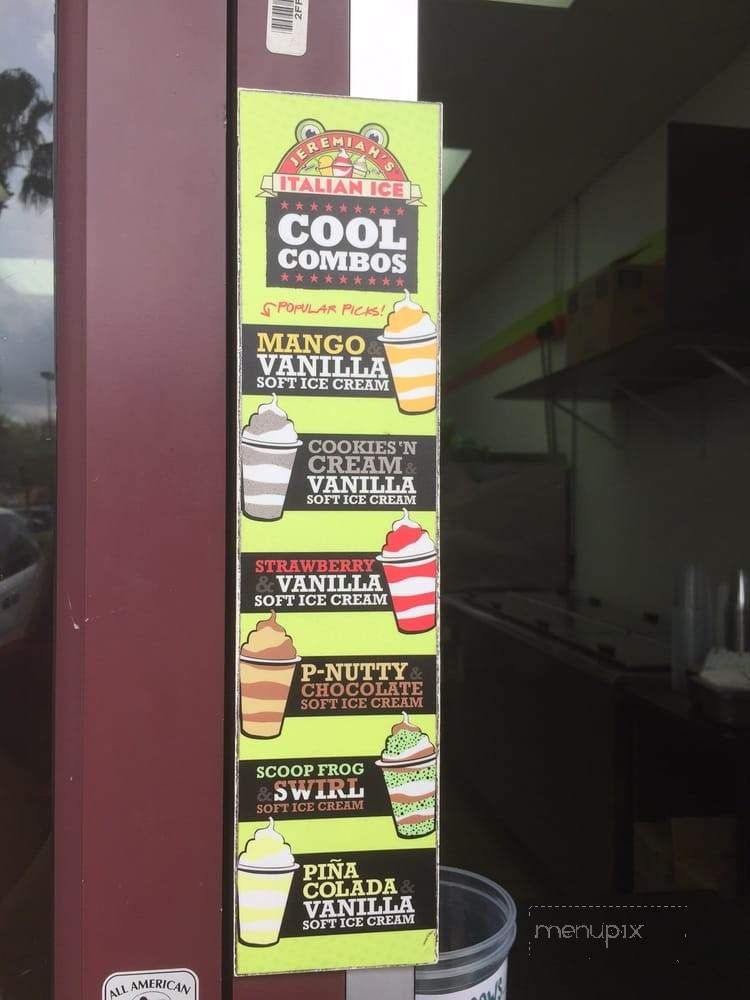 2FF
JEREMIAH'S
ITALIAN ICE
COOL
COMBOS
POPULAR PICKS!
MANGO &
VANILLA
SOFT ICE CREAM
COOKIES 'N
CREAM &
VANILLA
SOFT ICE CREAM
STRAWBERRY
& VANILLA
SOFT ICE CREAM
P-NUTTY &
CHOCOLATE
SOFT ICE CREAM
SCOOP FROG
& SWIRL
SOFT ICE CREAM
PIÑA
COLADA &
VANILLA
SOFT ICE CREAM
ALL AMERICAN
menupix